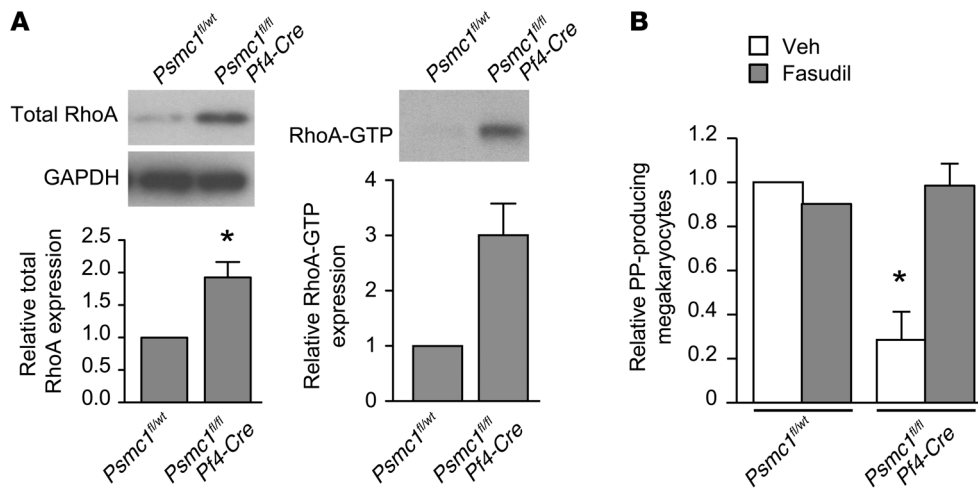 A
Psmc1fl/wt
Psmc1fl/fl
Pf4-Cre
Total RhoA
GAPDH
Relative total
RhoA expression
2.5
2.0
1.5
1.0
0.5
0.0
*
Psmc1fl/wt
Psmc1fl/fl
Pf4-Cre
Psmc1fl/wt
Psmc1fl/fl
Pf4-Cre
RhoA-GTP
Relative RhoA-GTP
expression
4
3
2
1
0
Psmc1fl/wt
Psmc1fl/fl
Pf4-Cre
B
Veh
Fasudil
Relative PP-producing
megakaryocytes
1.2
1.0
0.8
0.6
0.4
0.2
0
*
Psmc1fl/wt
Psmc1fl/fl
Pf4-Cre